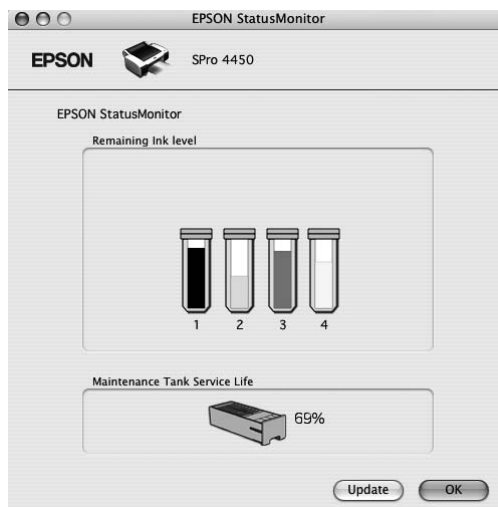 EPSON StatusMonitor
EPSON SPro 4450
EPSON StatusMonitor
Remaining Ink level
1 2 3 4
Maintenance Tank Service Life
69%
Update OK